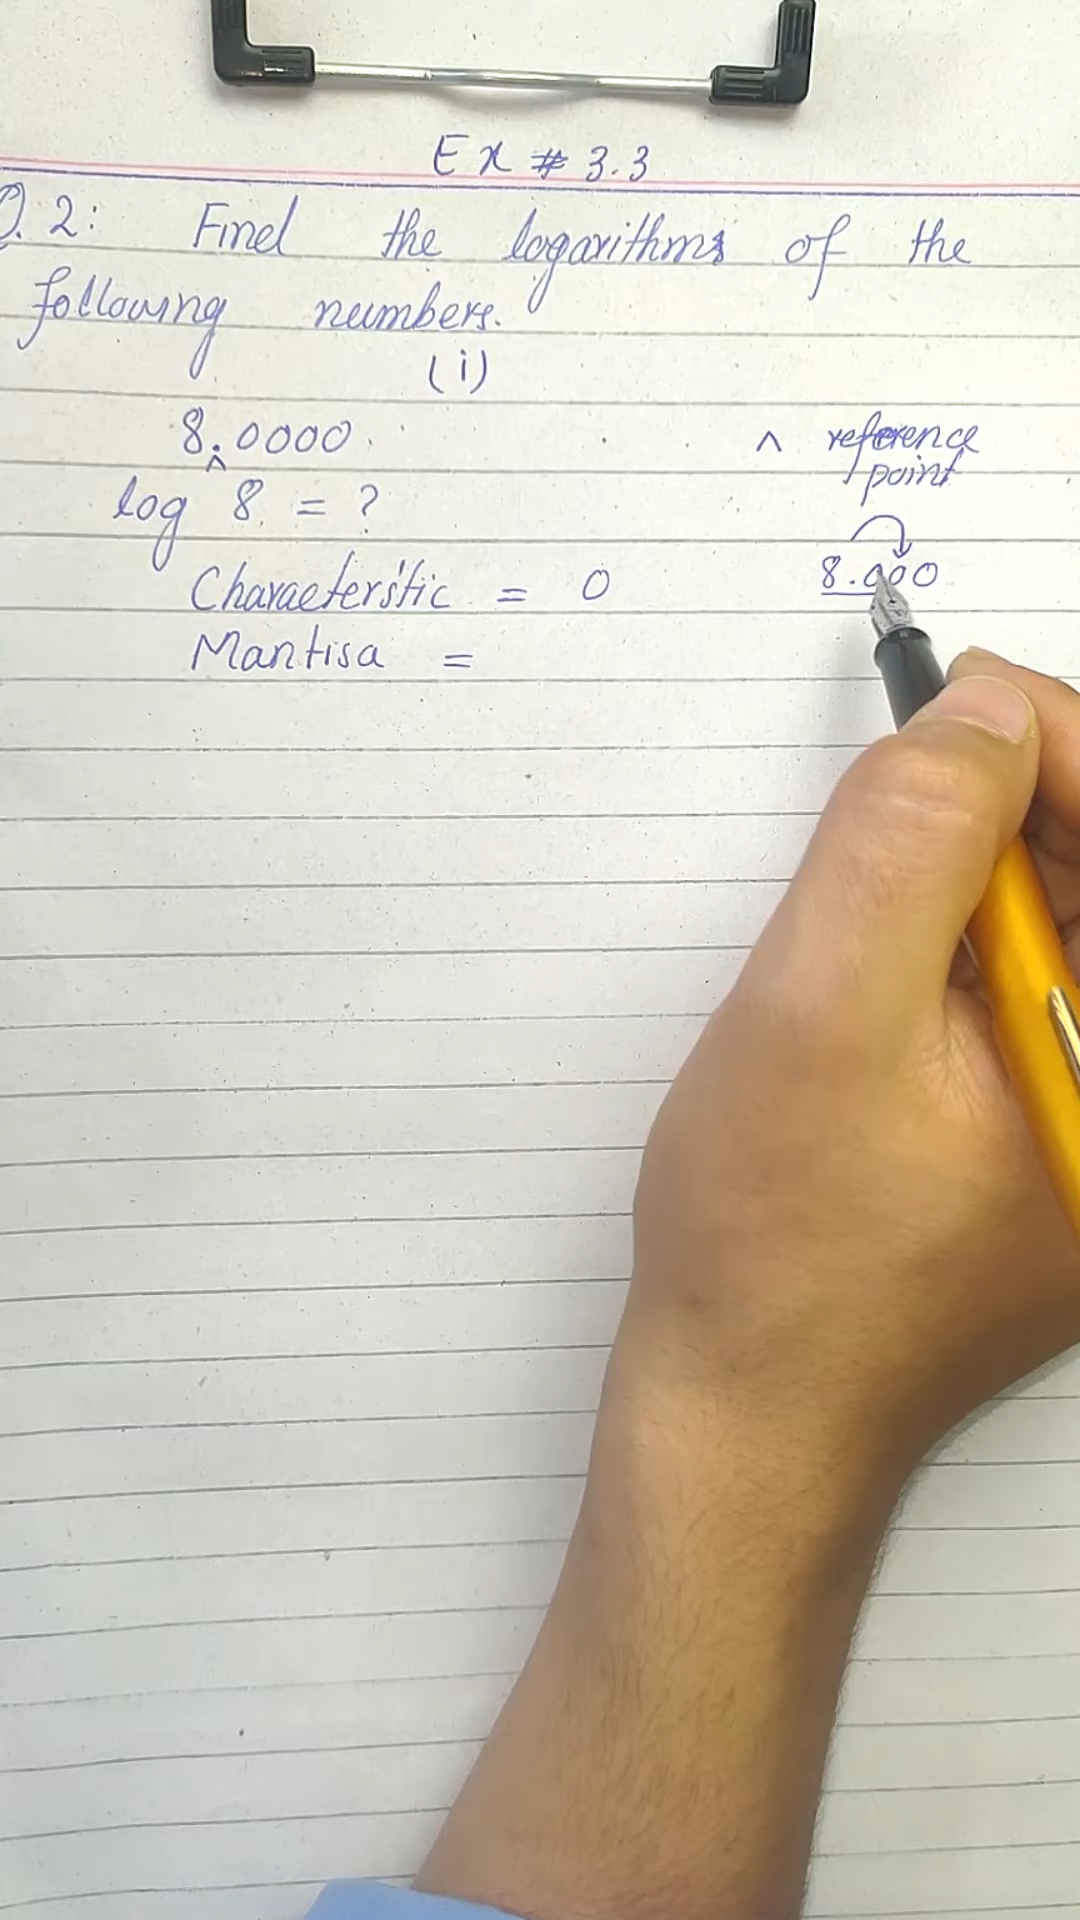 Ex # 3.3
Q.2: Find the logarithms of the
following numbers.
(i)
8.0000
^
^ reference
point
log 8 = ?
8.000
Characterstic = 0
Mantisa =